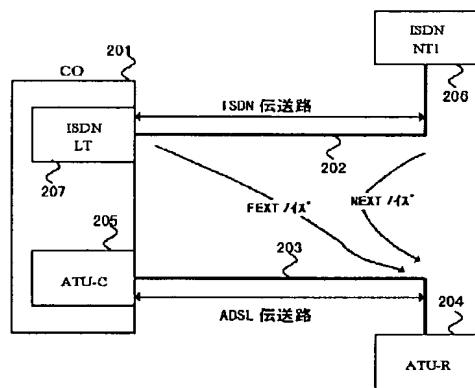 201
CO
ISDN
NT1
206
ISDN 伝送路
ISDN
LT
202
207
FEXT ノイズ
NEXT ノイズ
205
203
ATU-C
ADSL 伝送路
204
ATU-R